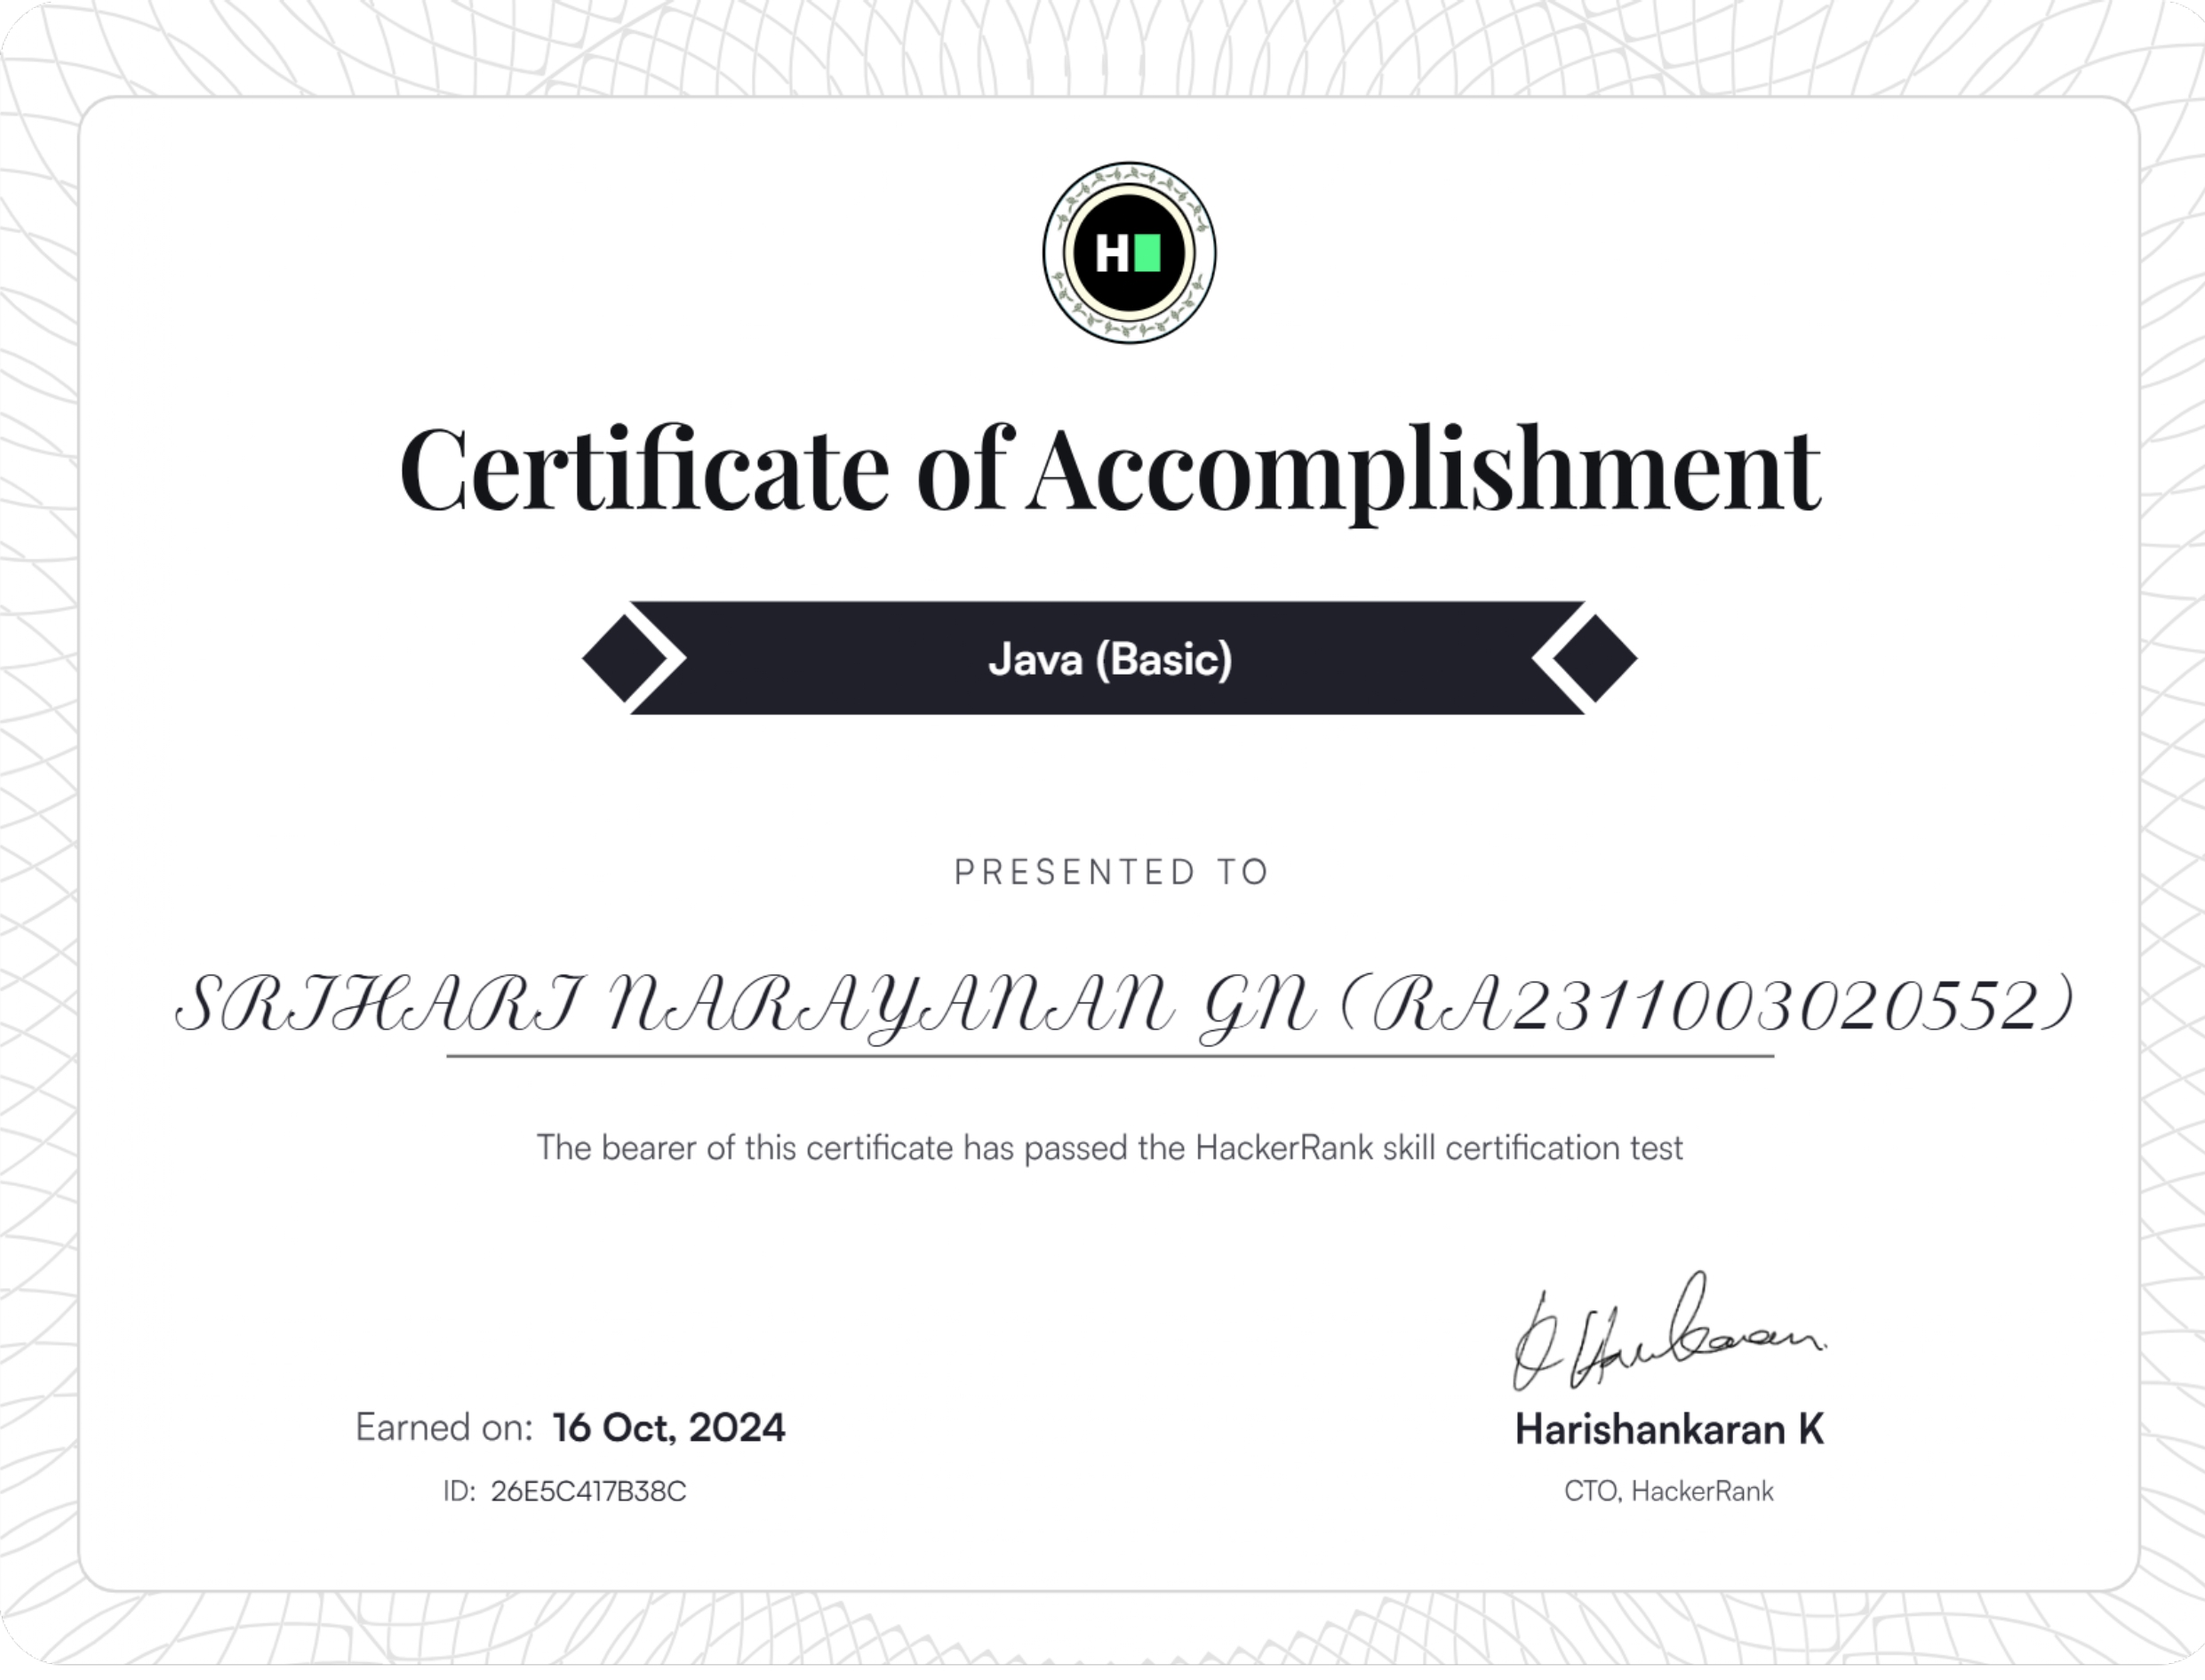 H
Certificate of Accomplishment
Java (Basic)
PRESENTED TO
SRIHARI NARAYANAN GN (RA2311003020552)
The bearer of this certificate has passed the HackerRank skill certification test
Earned on: 16 Oct, 2024
ID: 26E5C417B38C
Harishankaran K
CTO, HackerRank